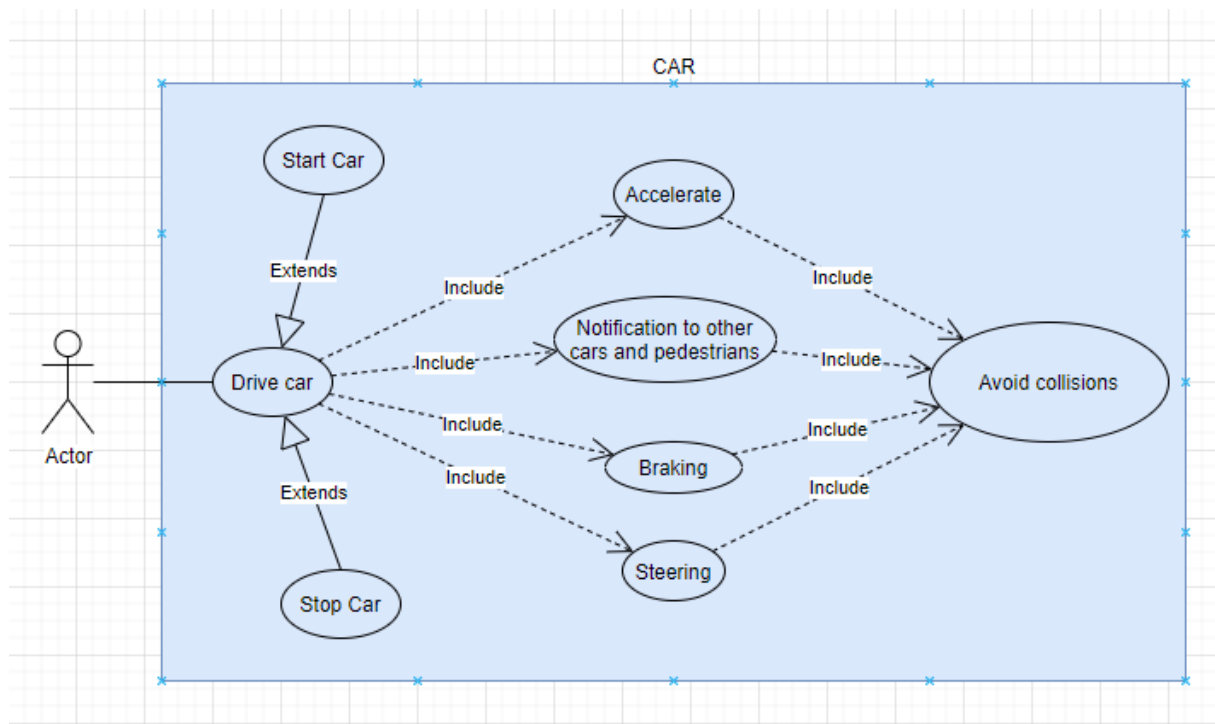 CAR
Start Car
Accelerate
Extends
Include
Include
Notification to other
cars and pedestrians
Include
Include
Drive car
Avoid collisions
Include
Include
Actor
Braking
Include
Include
Extends
Steering
Stop Car